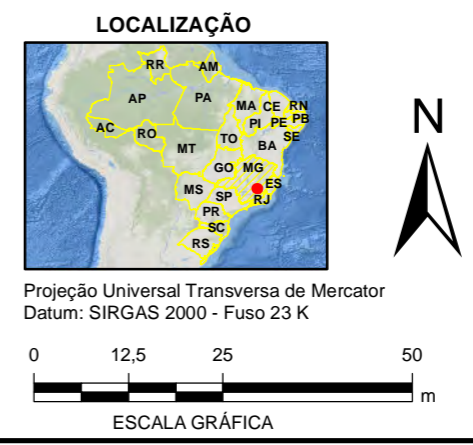 LOCALIZAÇÃO
RR AM
AP PA MA CE RN
PI PE PB
AC RO TO SE
MT BA
GO MG
MS ES
SP RJ
PR
SC
RS
N
Projeção Universal Transversa de Mercator
Datum: SIRGAS 2000 - Fuso 23 K
0 12,5 25 50
m
ESCALA GRÁFICA